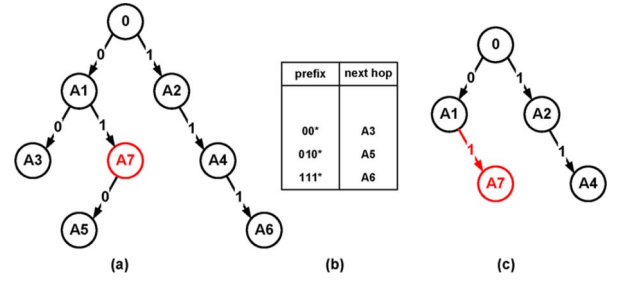 0
0 1
A1 A2
0 1 1
A3 A7 A4
0 1
A5 A6
(a)
prefix next hop
00* A3
010* A5
111* A6
(b)
0
0 1
A1 A2
1 1
A7 A4
(c)